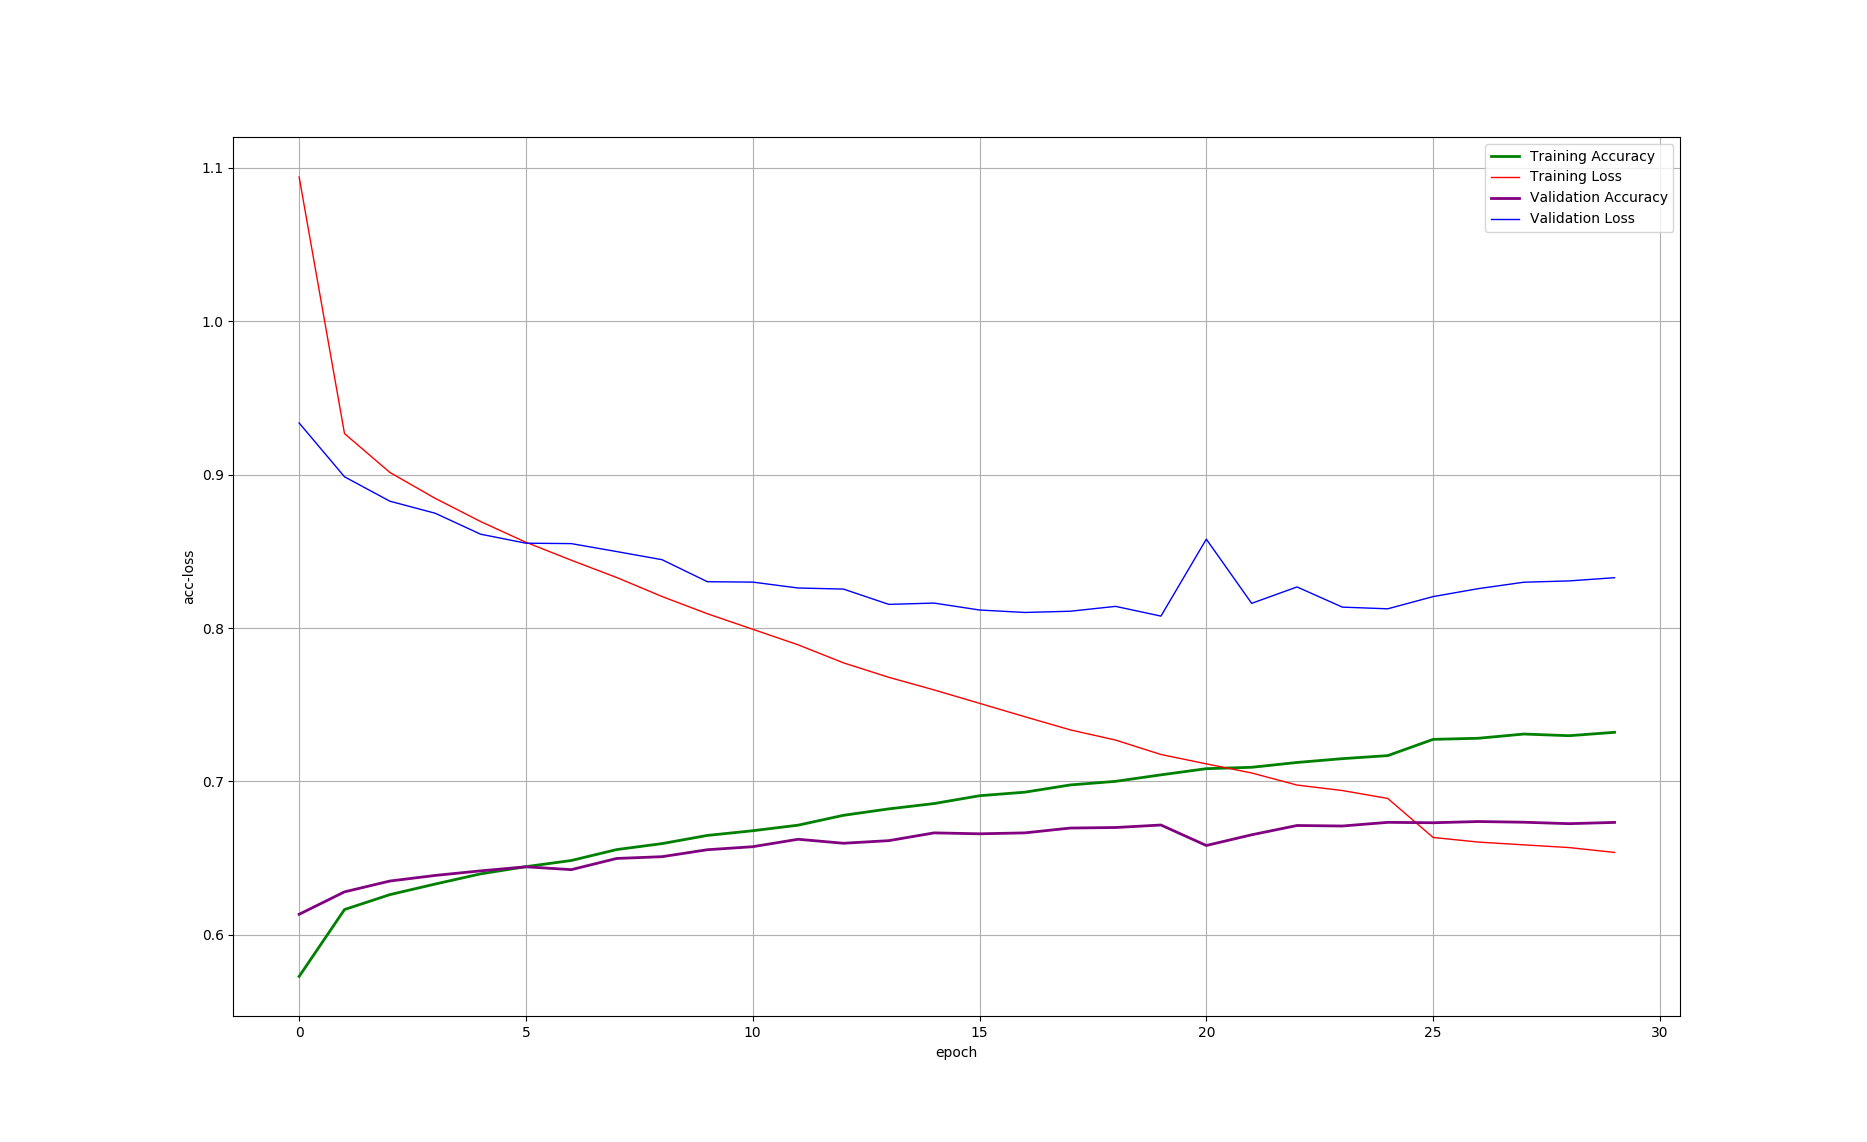 1.1
1.0
0.9
0.8
0.7
0.6
acc-loss
0 5 10 15 20 25 30
epoch
Training Accuracy
Training Loss
Validation Accuracy
Validation Loss